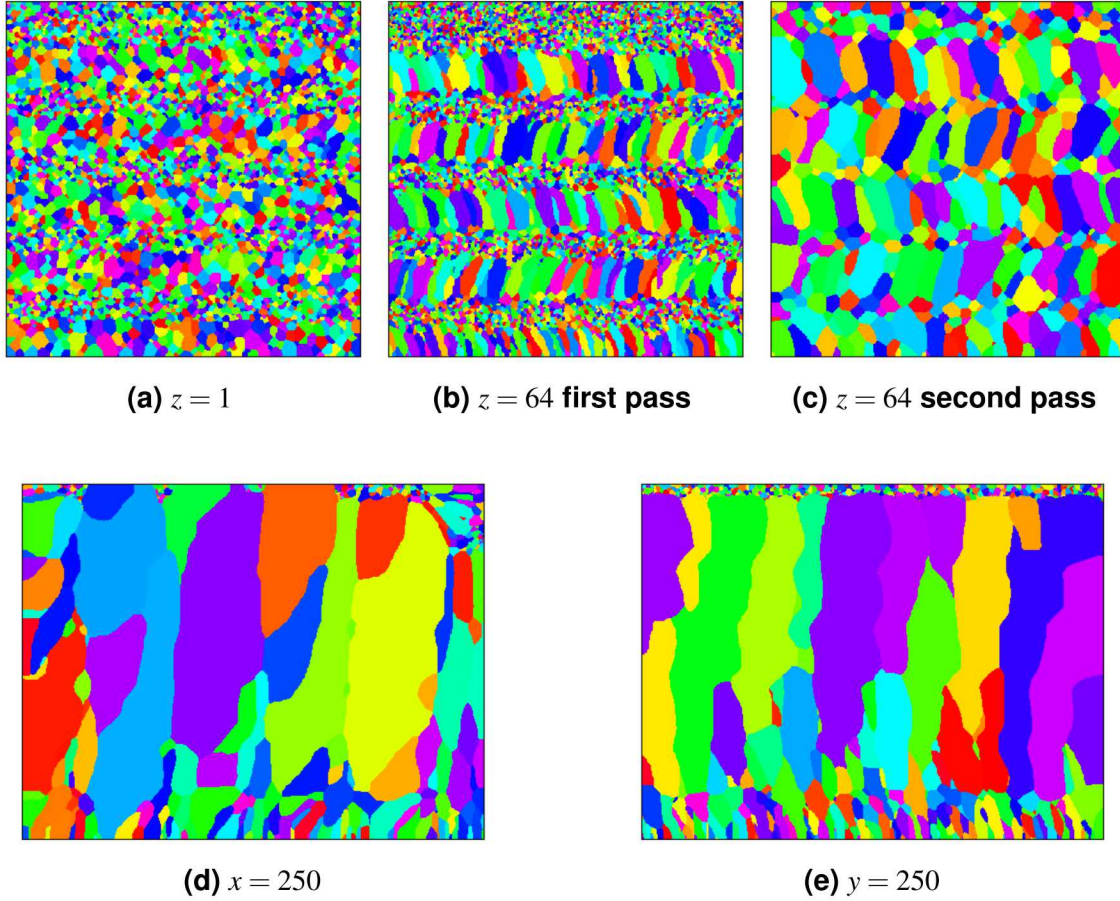 (a) z = 1
(b) z = 64 first pass
(c) z = 64 second pass
(d) x = 250
(e) y = 250